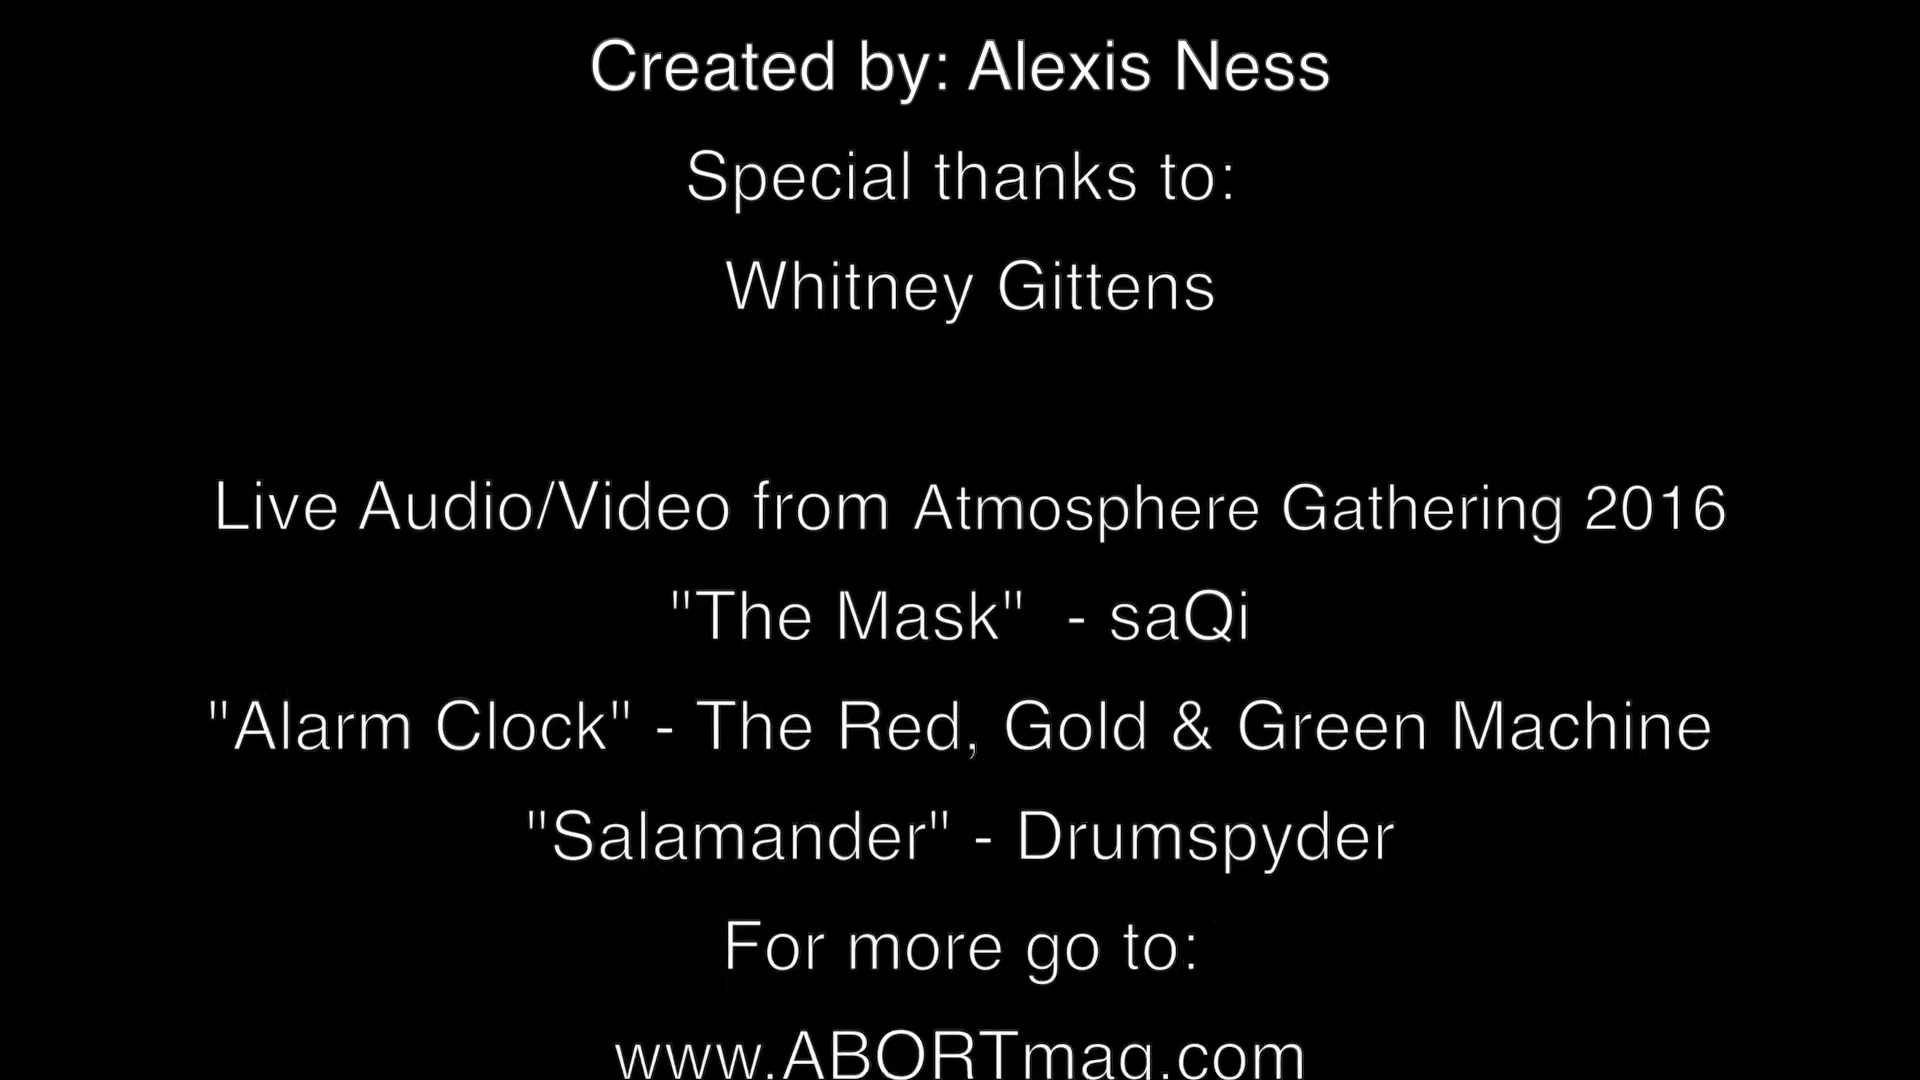 Created by: Alexis Ness
Special thanks to:
Whitney Gittens
Live Audio/Video from Atmosphere Gathering 2016
"The Mask"  - saQi
"Alarm Clock" - The Red, Gold & Green Machine
"Salamander" - Drumspyder
For more go to:
www.ABORTmag.com